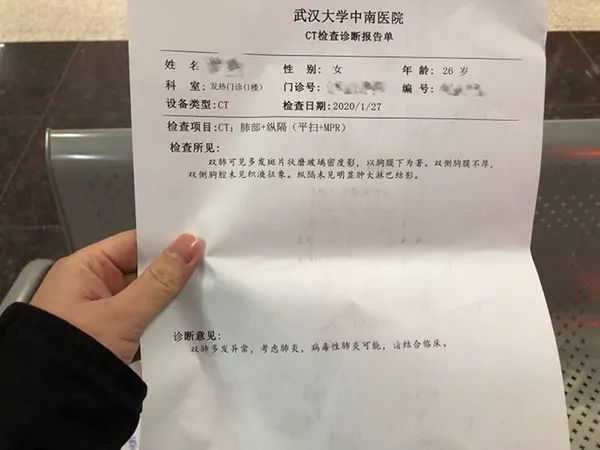 武汉大学中南医院
CT检查诊断报告单
姓 名 性 别: 女 年 龄: 26 岁
科 室: 发热门诊(1楼) 门诊号: 编 号:
设备类型:CT 检查日期:2020/1/27
检查项目:CT: 肺部+纵隔（平扫+MPR）
检查所见:
双肺可见多发斑片状磨玻璃密度影, 以胸膜下为著。双侧胸膜不厚,
双侧胸腔未见积液征象。纵隔未见明显肿大淋巴结影。
诊断意见:
双肺多发异常, 考虑肺炎, 病毒性肺炎可能, 请结合临床。